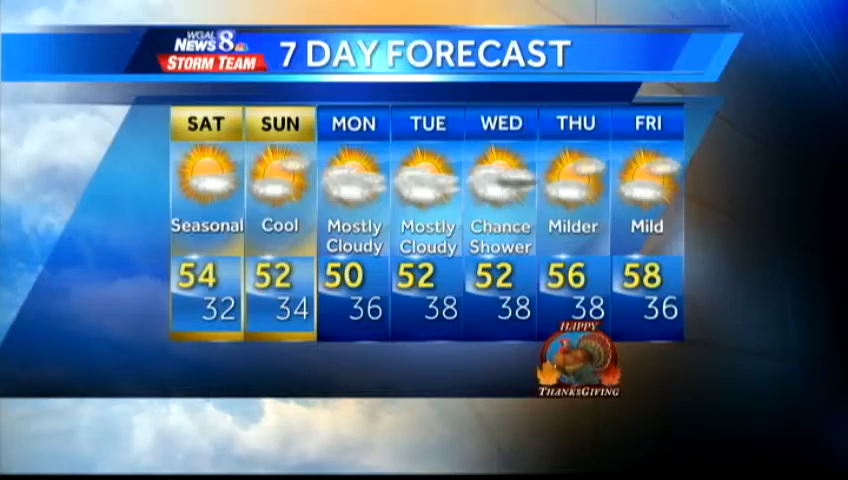 WGAL
NEWS 8
STORM TEAM
7 DAY FORECAST
SAT SUN MON TUE WED THU FRI
Seasonal Cool Mostly Cloudy Mostly Cloudy Chance Shower Milder Mild
54 52 50 52 52 56 58
32 34 36 38 38 38 36
HAPPY
THANKSGIVING